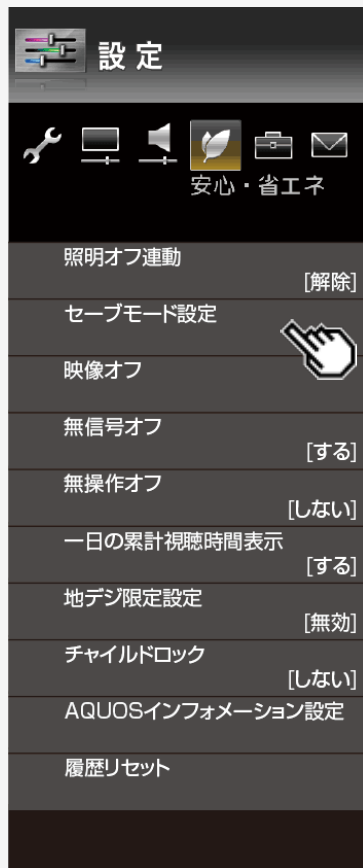 設定
安心・省エネ
照明オフ連動
[解除]
セーブモード設定
映像オフ
無信号オフ
[する]
無操作オフ
[しない]
一日の累計視聴時間表示
[する]
地デジ限定設定
[無効]
チャイルドロック
[しない]
AQUOSインフォメーション設定
履歴リセット